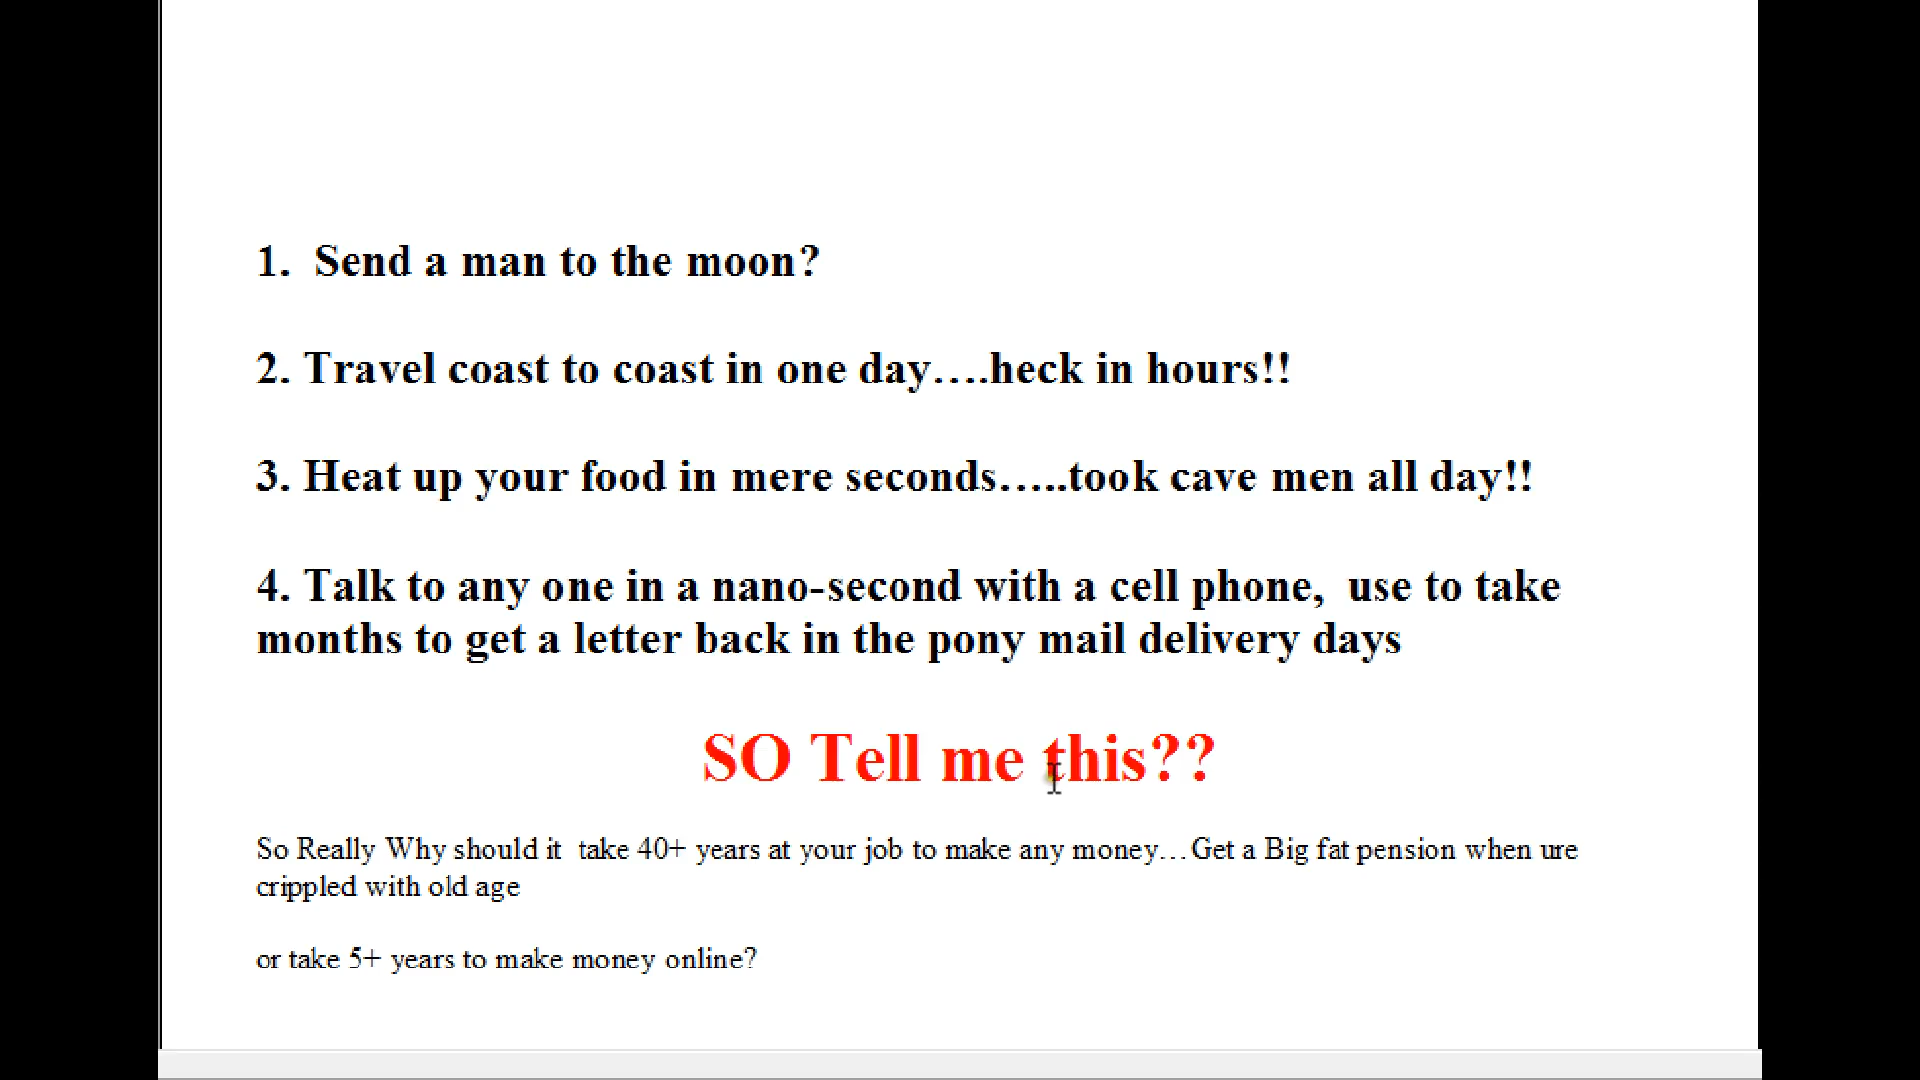 1.  Send a man to the moon?
2. Travel coast to coast in one day….heck in hours!!
3. Heat up your food in mere seconds…..took cave men all day!!
4. Talk to any one in a nano-second with a cell phone,  use to take
months to get a letter back in the pony mail delivery days
SO Tell me this??
So Really Why should it  take 40+ years at your job to make any money…Get a Big fat pension when ure
crippled with old age
or take 5+ years to make money online?